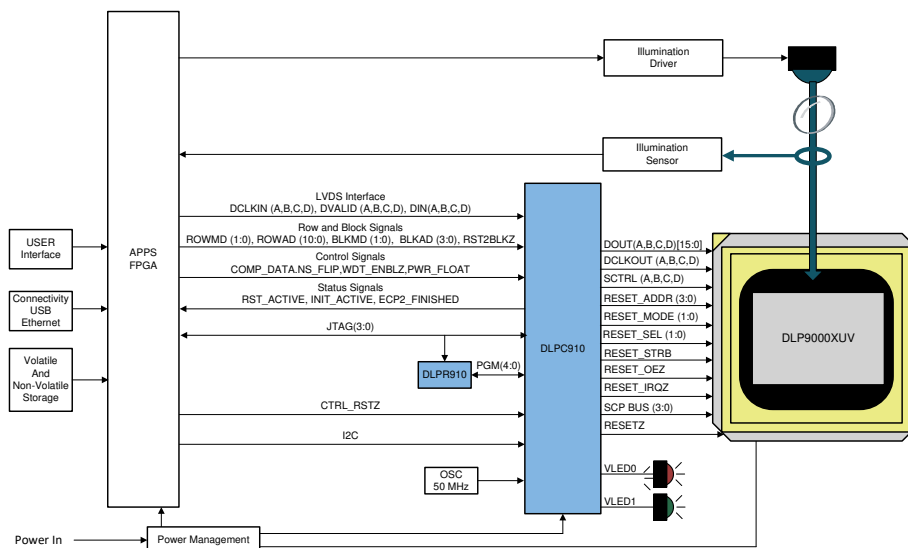 Illumination
Driver
Illumination
Sensor
LVDS Interface
DCLKIN (A,B,C,D), DVALID (A,B,C,D), DIN(A,B,C,D)
Row and Block Signals
ROWMD (1:0), ROWAD (10:0), BLKMD (1:0), BLKAD (3:0), RST2BLKZ
Control Signals
COMP_DATA.NS_FLIP,WDT_ENBLZ,PWR_FLOAT
Status Signals
RST_ACTIVE, INIT_ACTIVE, ECP2_FINISHED
JTAG(3:0)
DLPR910
PGM(4:0)
CTRL_RSTZ
I2C
OSC
50 MHz
USER
Interface
Connectivity
USB
Ethernet
Volatile
And
Non-Volatile
Storage
APPS
FPGA
DLPC910
DOUT(A,B,C,D)[15:0]
DCLKOUT (A,B,C,D)
SCTRL (A,B,C,D)
RESET_ADDR (3:0)
RESET_MODE (1:0)
RESET_SEL (1:0)
RESET_STRB
RESET_OEZ
RESET_IRQZ
SCP BUS (3:0)
RESETZ
DLP9000XUV
VLED0
VLED1
Power In
Power Management